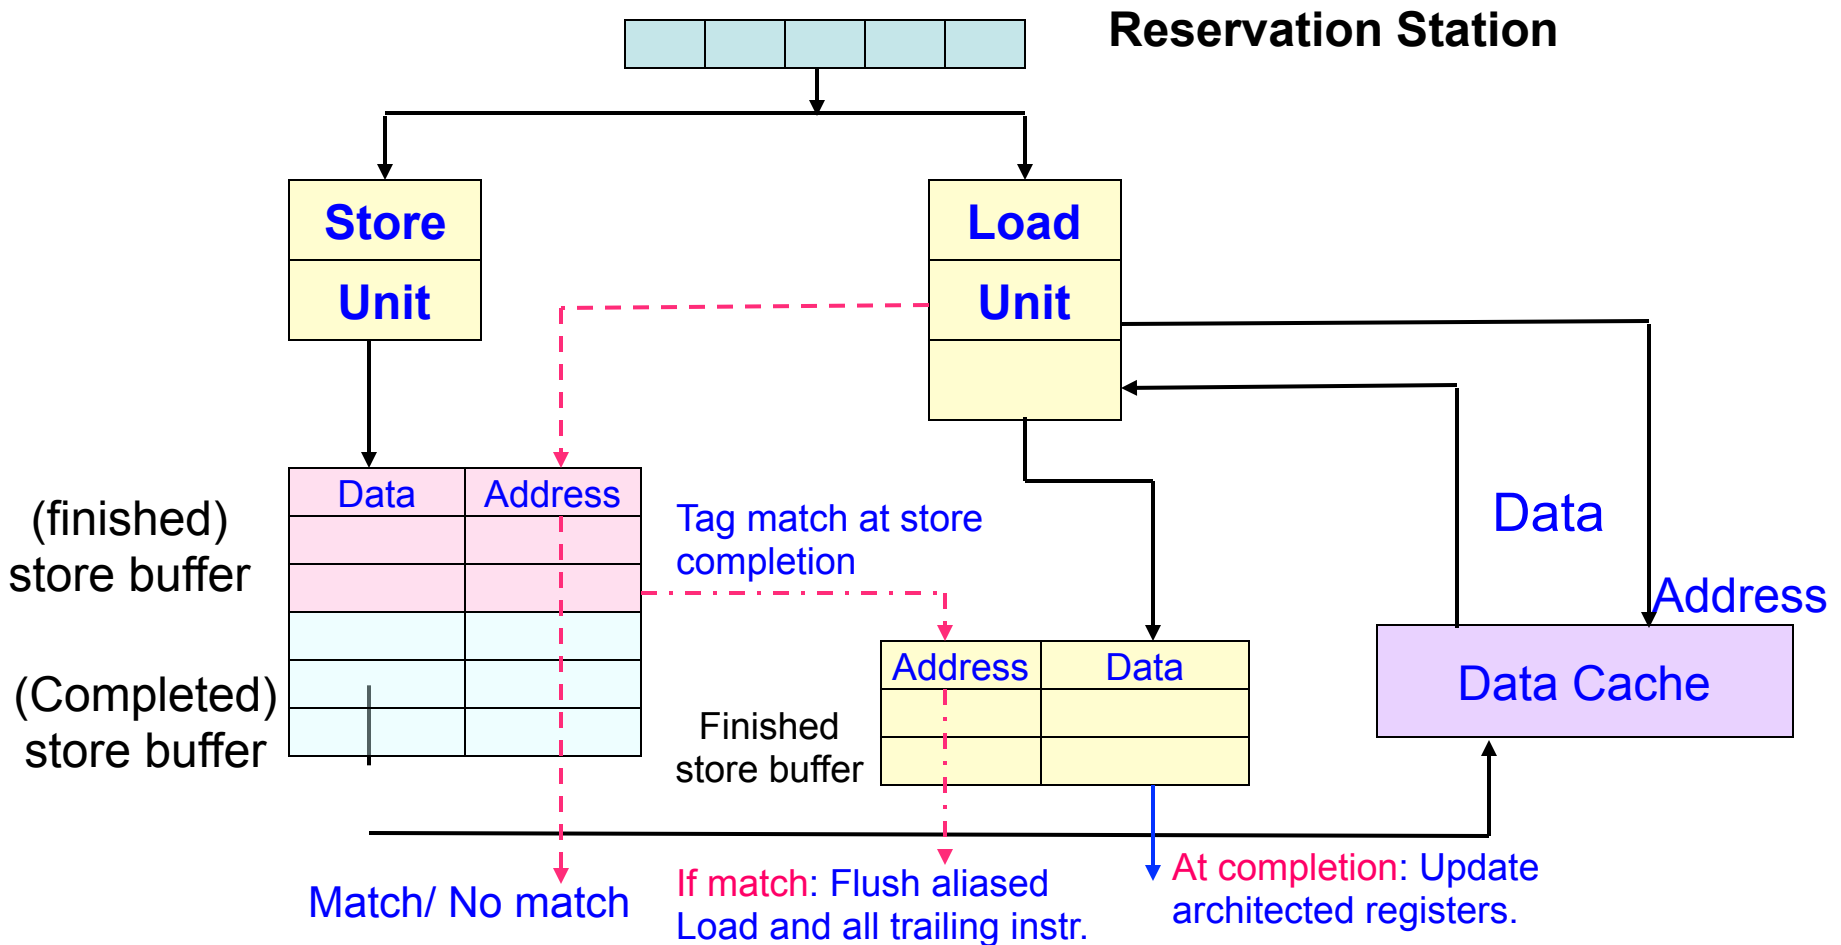 Reservation Station
Store
Unit
Load
Unit
(finished)
store buffer
Data
Address
Tag match at store
completion
Data
Address
(Completed)
store buffer
Address
Data
Finished
store buffer
Data Cache
Match/ No match
If match: Flush aliased
Load and all trailing instr.
At completion: Update
architected registers.